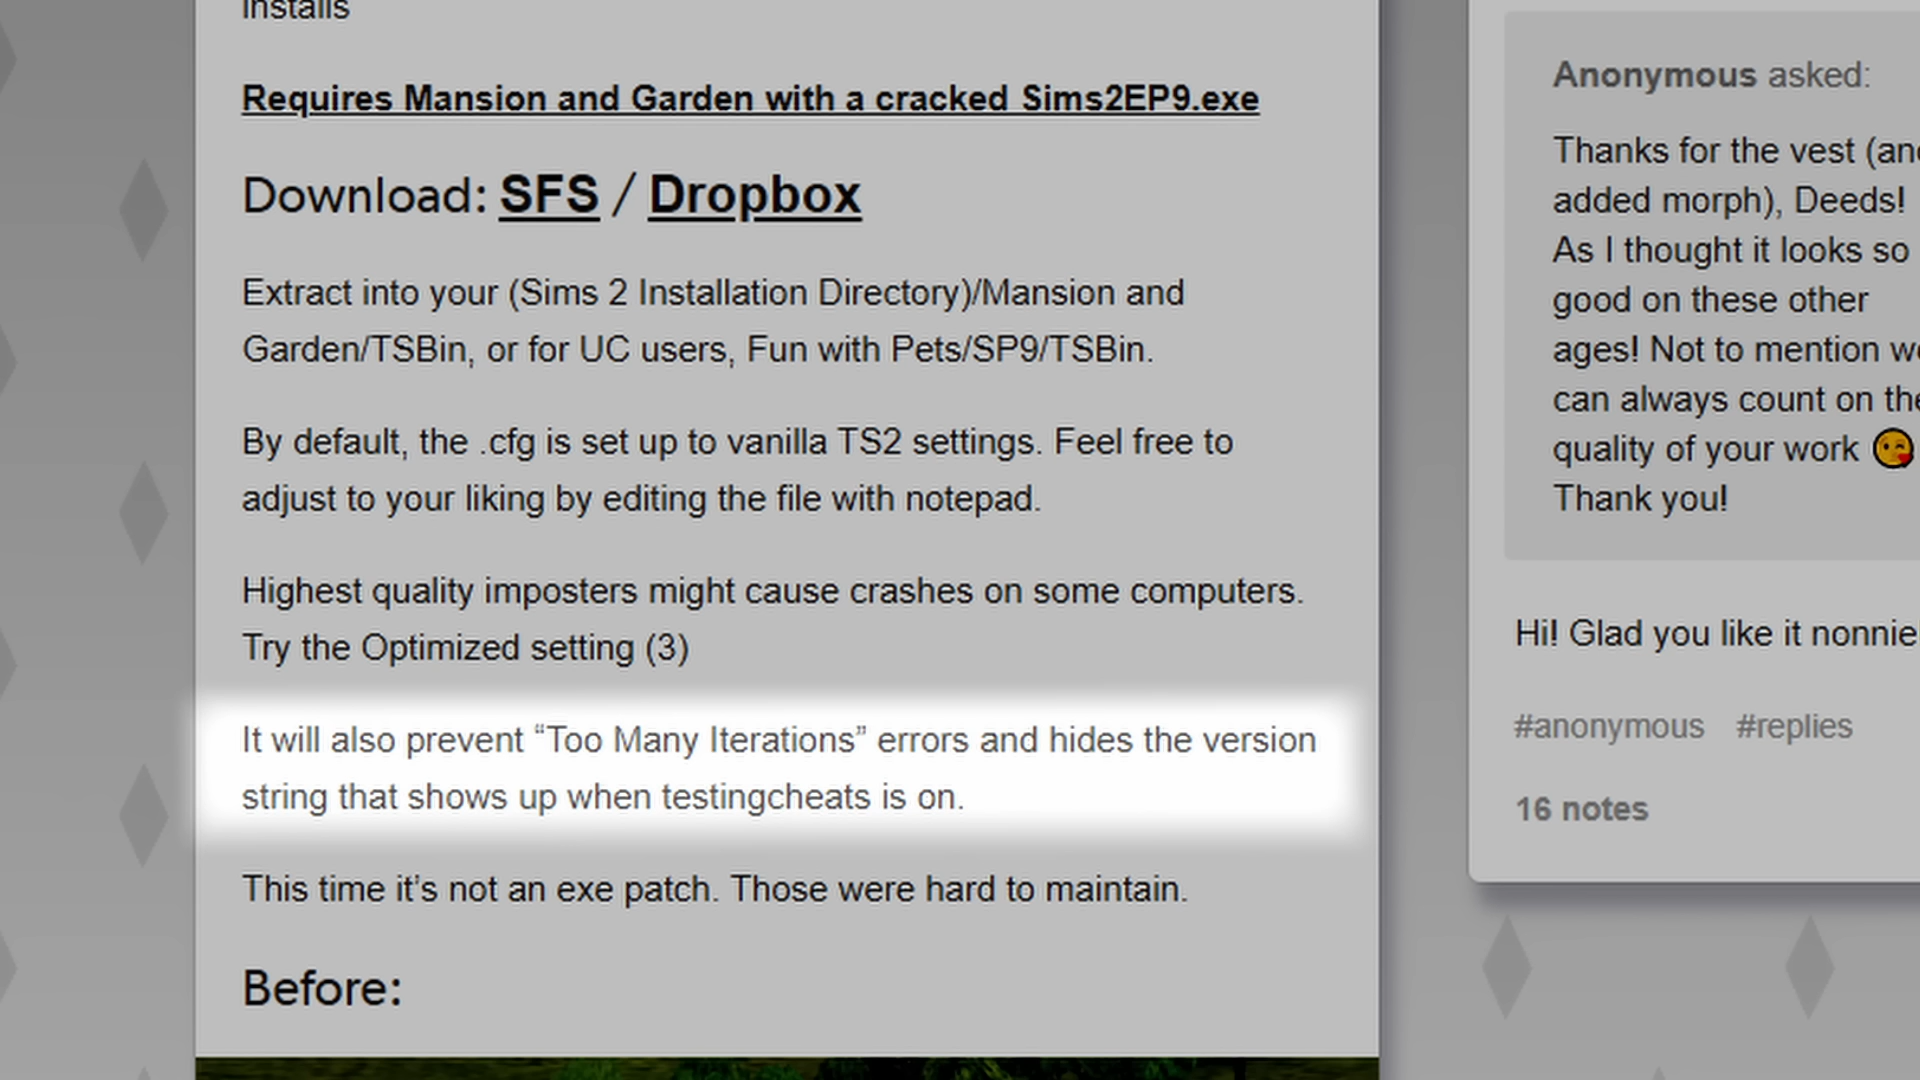 installs
Requires Mansion and Garden with a cracked Sims2EP9.exe
Download: SFS / Dropbox
Extract into your (Sims 2 Installation Directory)/Mansion and
Garden/TSBin, or for UC users, Fun with Pets/SP9/TSBin.
By default, the .cfg is set up to vanilla TS2 settings. Feel free to
adjust to your liking by editing the file with notepad.
Highest quality imposters might cause crashes on some computers.
Try the Optimized setting (3)
It will also prevent “Too Many Iterations” errors and hides the version
string that shows up when testingcheats is on.
This time it’s not an exe patch. Those were hard to maintain.
Before:
Anonymous asked:
Thanks for the vest (and
added morph), Deeds!
As I thought it looks so
good on these other
ages! Not to mention we
can always count on the
quality of your work 😘
Thank you!
Hi! Glad you like it nonnie
#anonymous #replies
16 notes